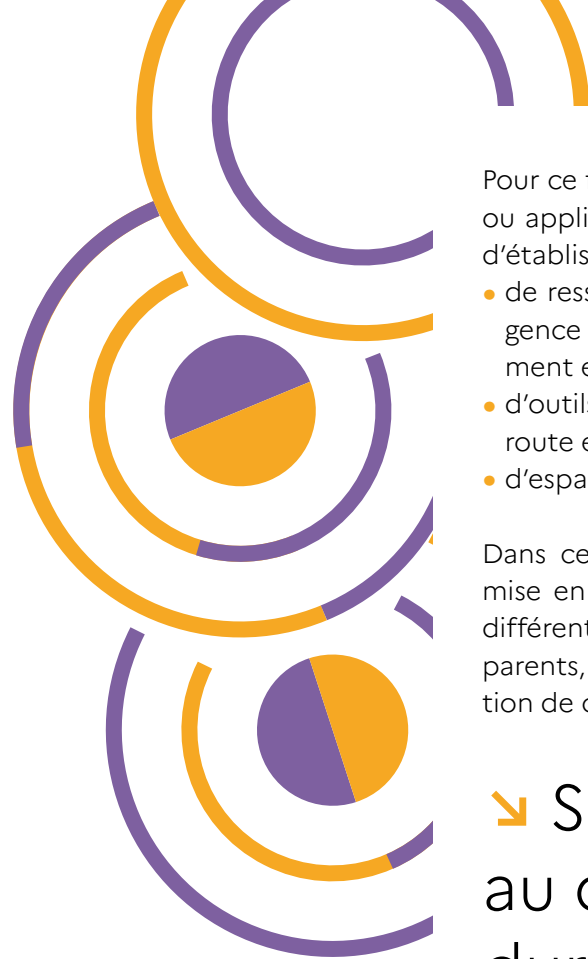 Pour ce
ou appli
d’établis
• de ress
gence
ment e
• d’outils
route e
• d’espa
Dans ce
mise en
différent
parents,
tion de
↘ S
au